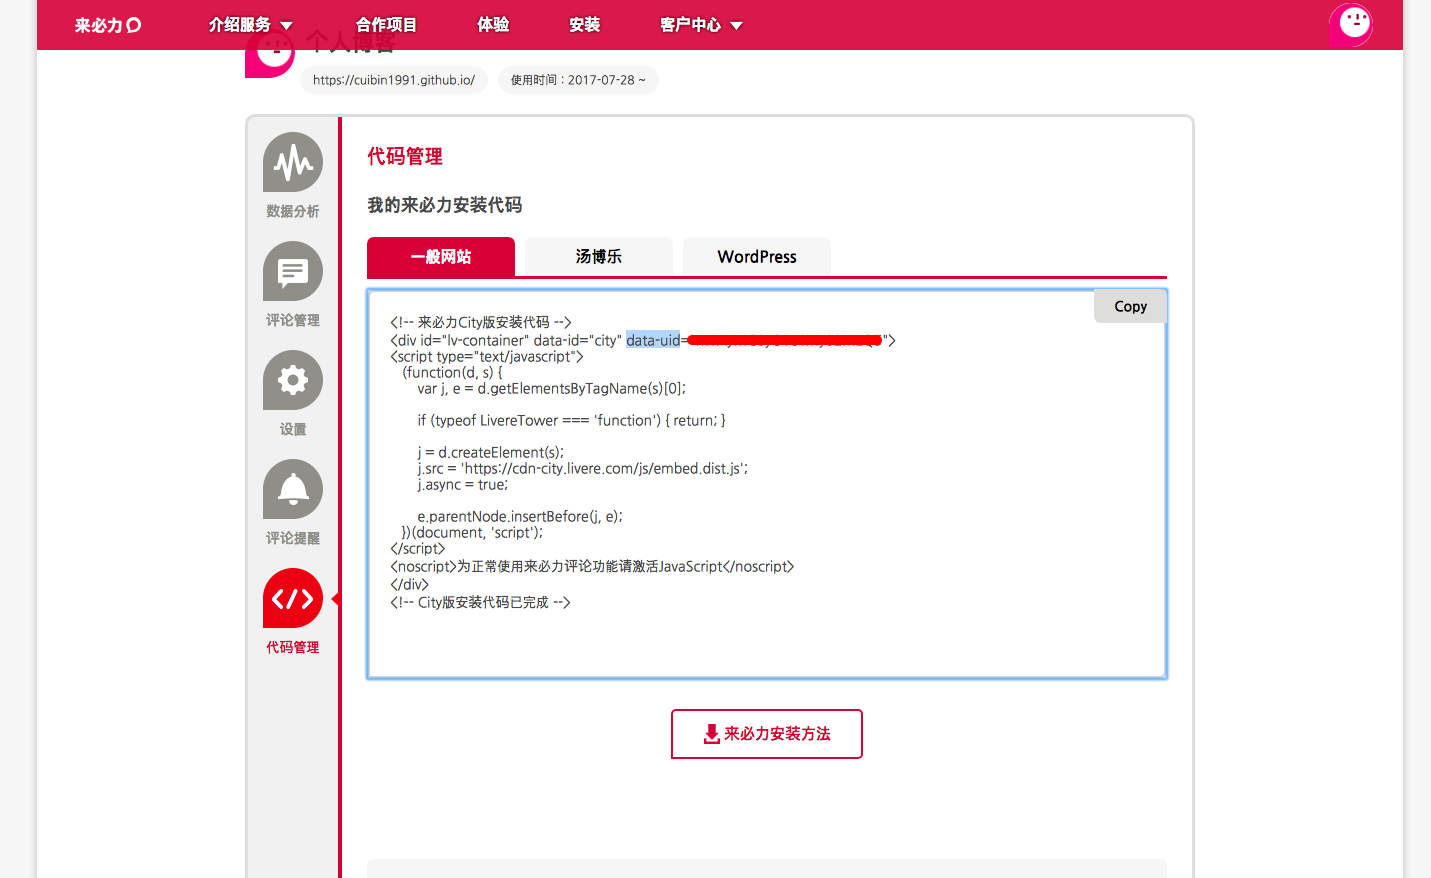 来必力
介绍服务
合作项目
体验
安装
客户中心
个人博客
https://cuibin1991.github.io/
使用时间 : 2017-07-28 ~
数据分析
评论管理
设置
评论提醒
代码管理
代码管理
我的来必力安装代码
一般网站
汤博乐
WordPress
Copy
<!-- 来必力City版安装代码 -->
<div id="lv-container" data-id="city" data-uid= ">
<script type="text/javascript">
(function(d, s) {
var j, e = d.getElementsByTagName(s)[0];
if (typeof LivereTower === 'function') { return; }
j = d.createElement(s);
j.src = 'https://cdn-city.livere.com/js/embed.dist.js';
j.async = true;
e.parentNode.insertBefore(j, e);
})(document, 'script');
</script>
<noscript>为正常使用来必力评论功能请激活JavaScript</noscript>
</div>
<!-- City版安装代码已完成 -->
来必力安装方法